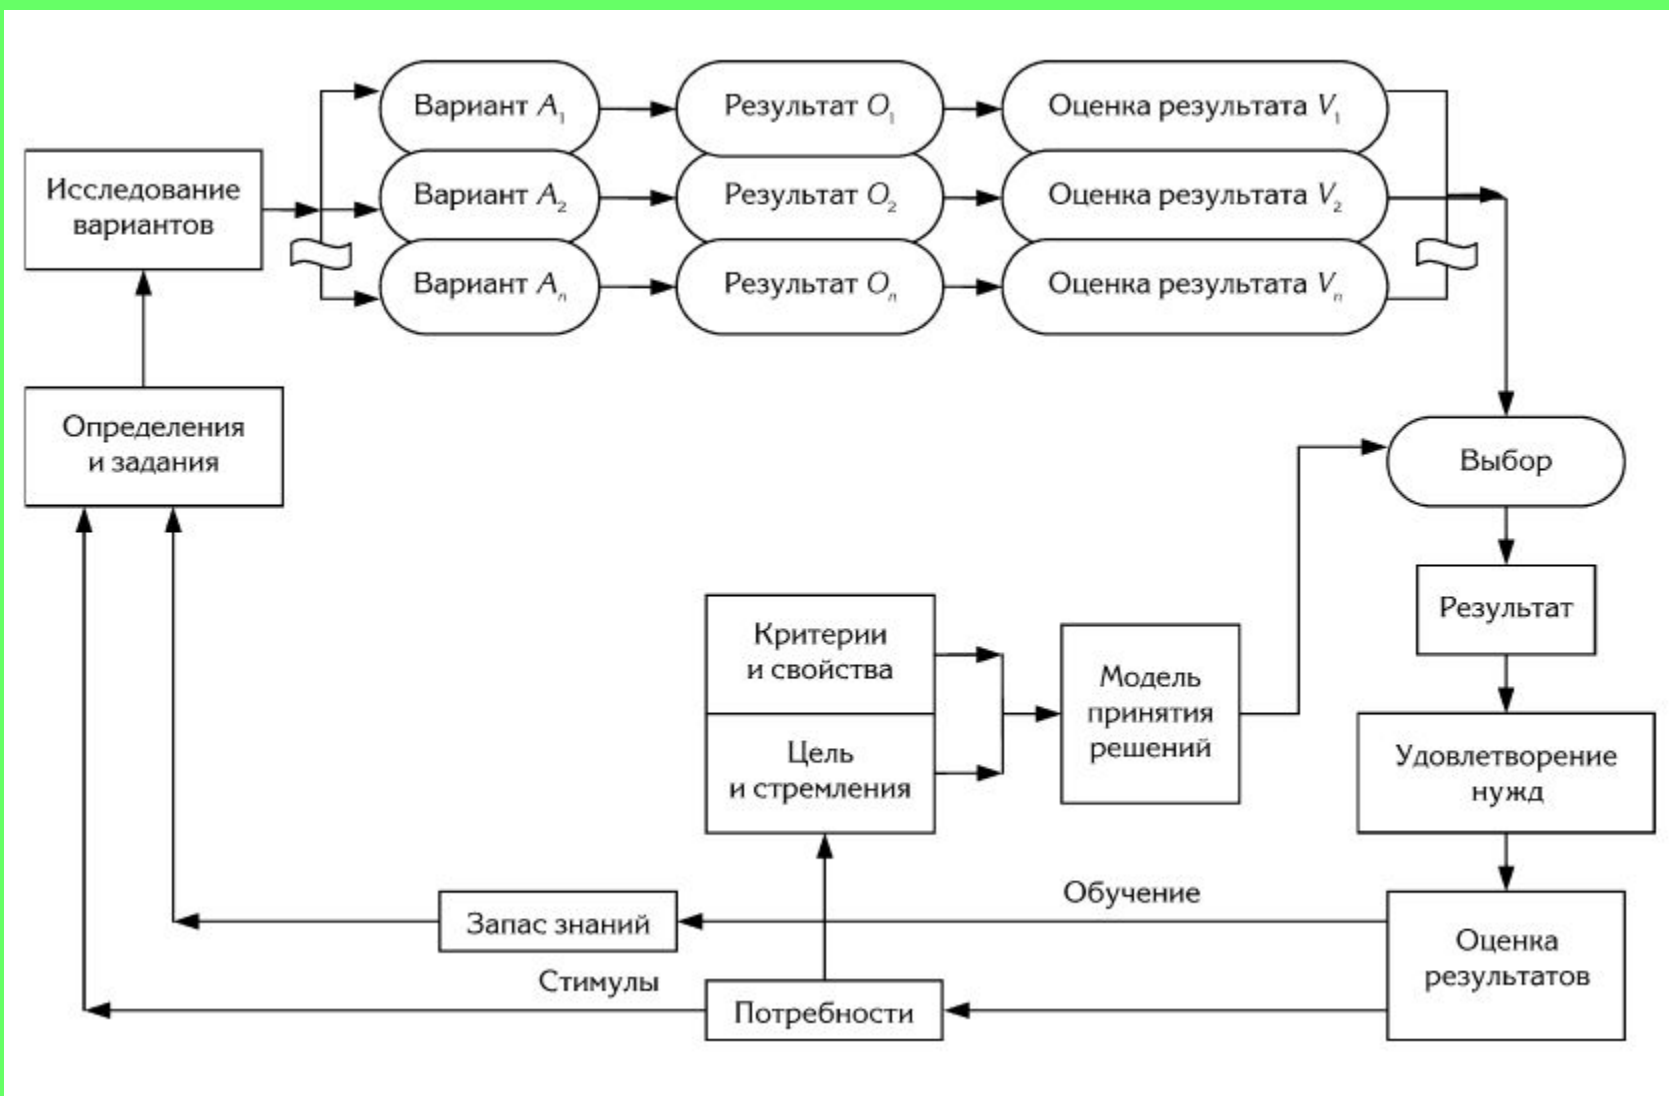 Вариант A₁
Результат O₁
Оценка результата V₁
Исследование
вариантов
Вариант A₂
Результат O₂
Оценка результата V₂
Вариант Aₙ
Результат Oₙ
Оценка результата Vₙ
Определения
и задания
Выбор
Результат
Критерии
и свойства
Цель
и стремления
Модель
принятия
решений
Удовлетворение
нужд
Обучение
Запас знаний
Стимулы
Потребности
Оценка
результатов